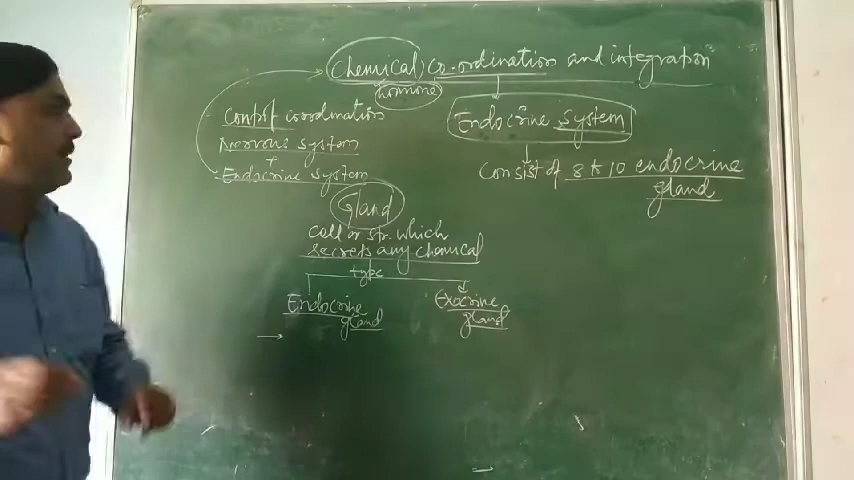 Chemical co-ordination and integration
hormone
Control coordination
Nervous system
+
Endocrine system
Endocrine system
Consist of 8 to 10 endocrine
gland
Gland
cell or str. which
secrets any chemical
type
Endocrine
gland
Exocrine
gland